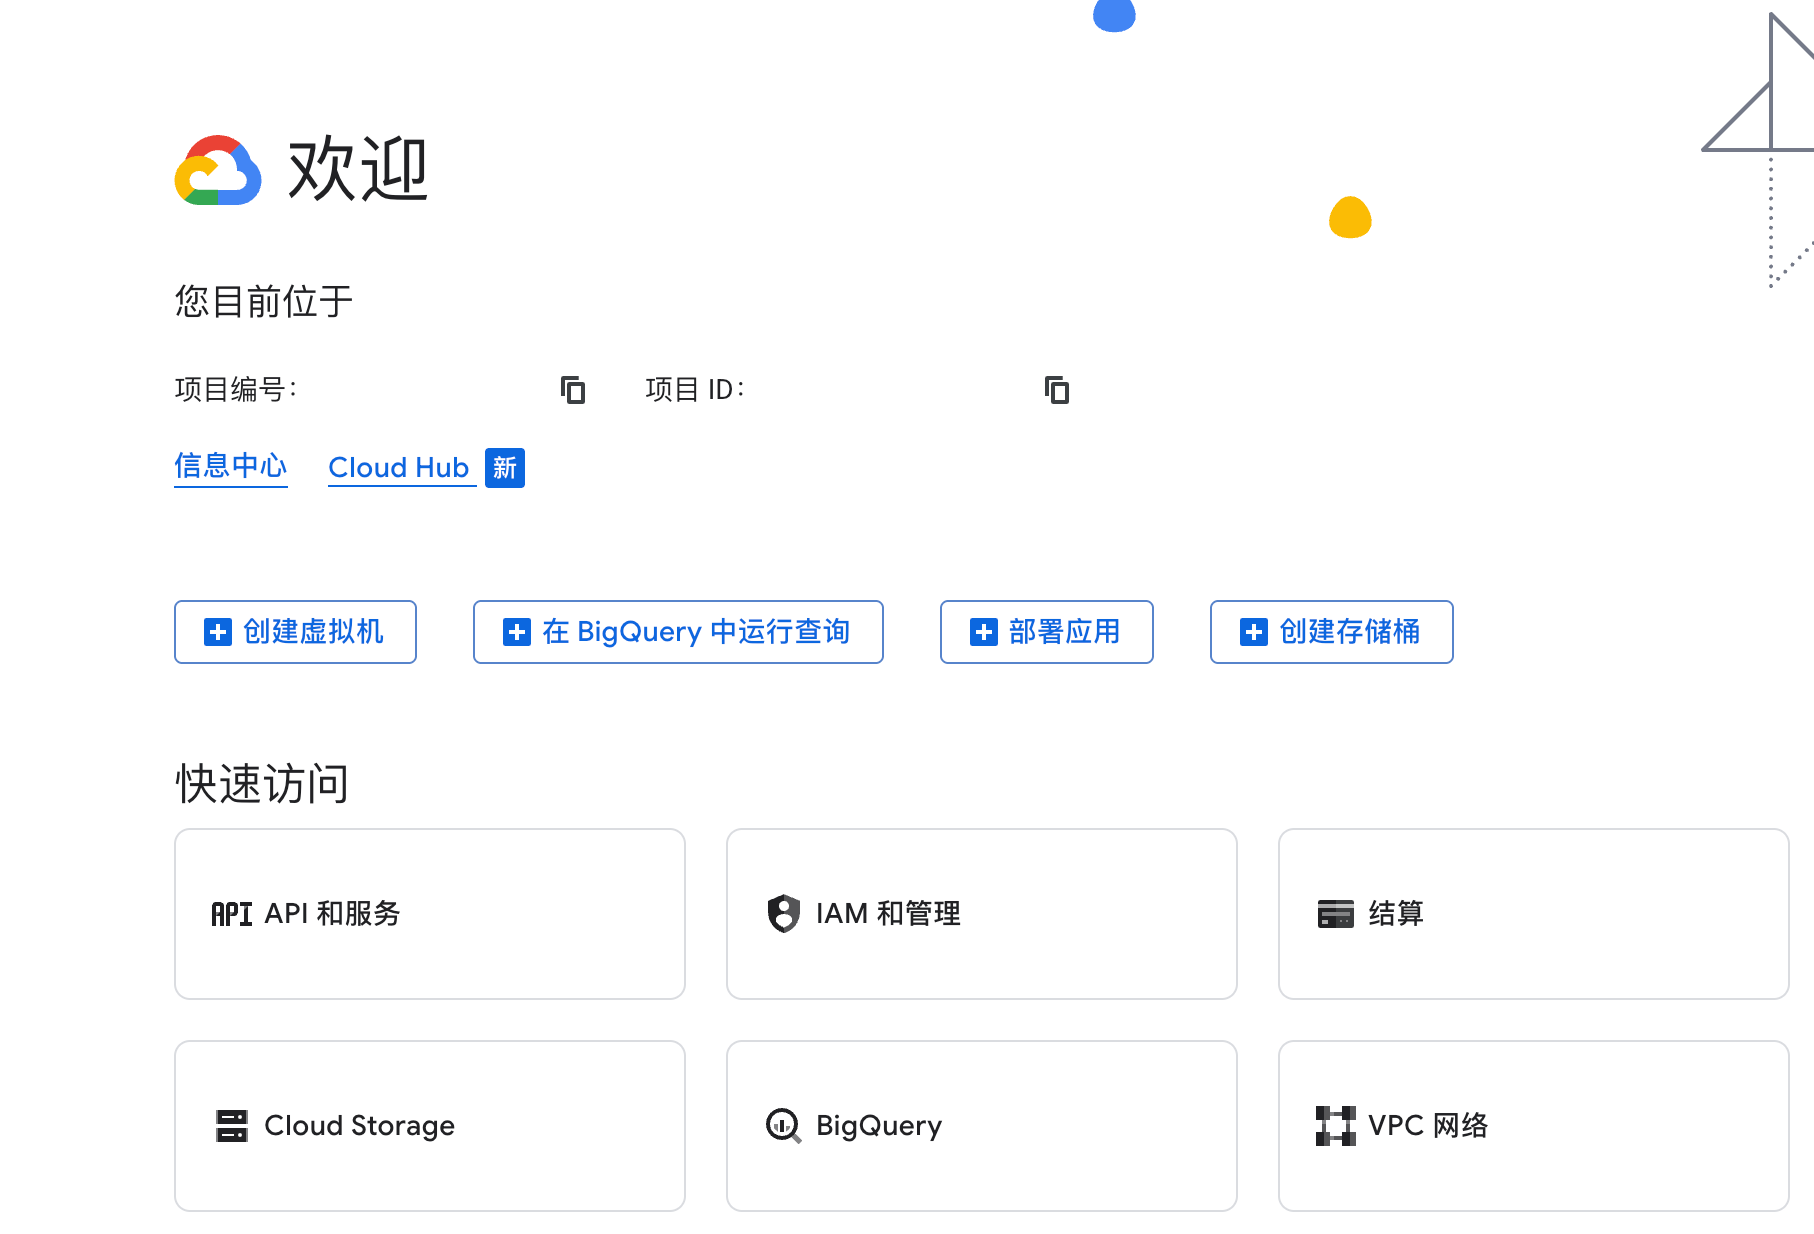 欢迎
您目前位于
项目编号： 项目 ID：
信息中心 Cloud Hub 新
创建虚拟机 在 BigQuery 中运行查询 部署应用 创建存储桶
快速访问
API API 和服务 IAM 和管理 结算
Cloud Storage BigQuery VPC 网络